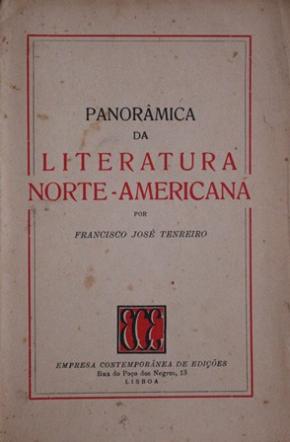 PANORÂMICA
DA
LITERATURA
NORTE-AMERICANA
POR
FRANCISCO JOSÉ TENREIRO
ECE
EMPRESA CONTEMPORÂNEA DE EDIÇÕES
Rua do Poço dos Negros, 23
LISBOA